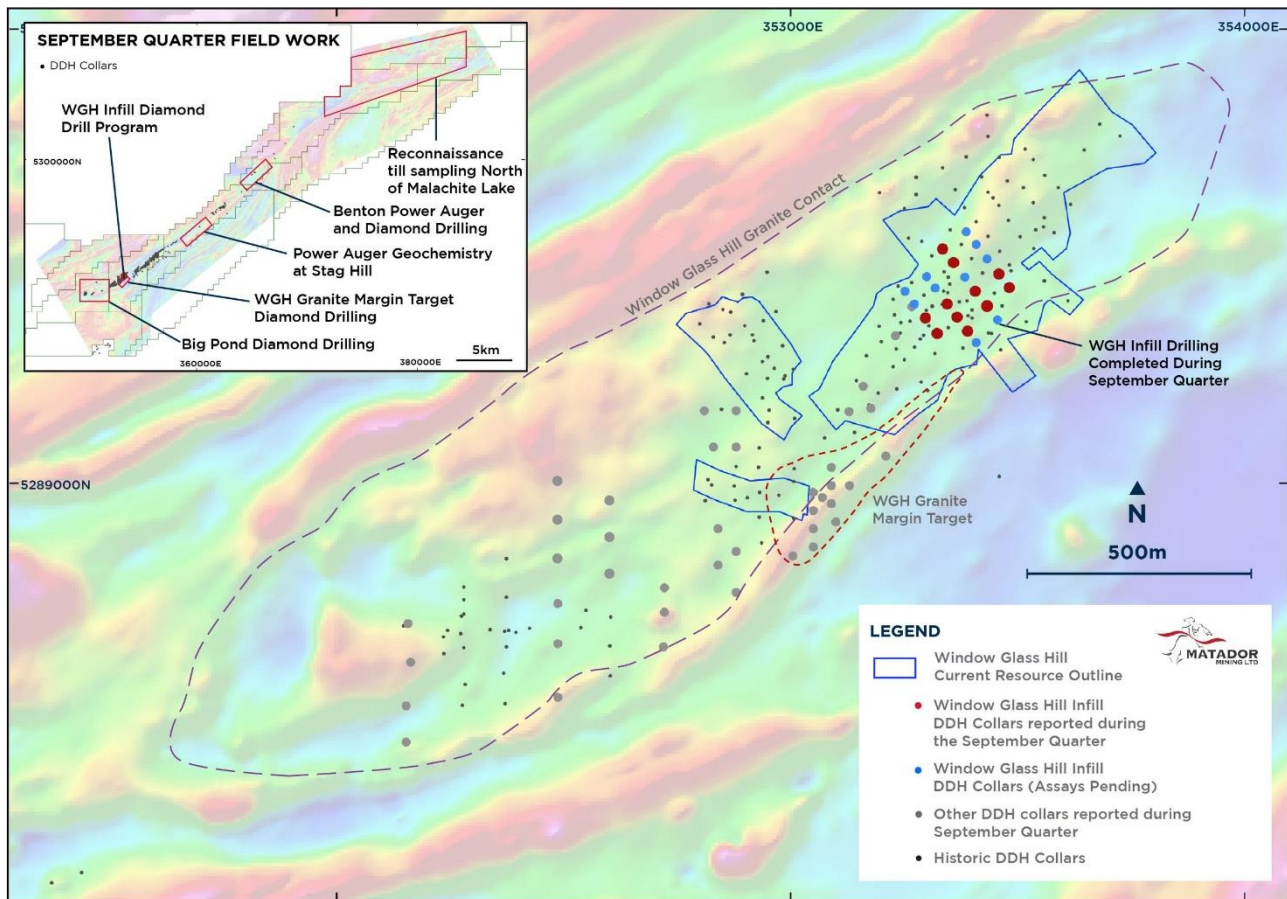 353000E
354000E
SEPTEMBER QUARTER FIELD WORK
• DDH Collars
WGH Infill Diamond
Drill Program
5300000N
Reconnaissance
till sampling North
of Malachite Lake
Benton Power Auger
and Diamond Drilling
Power Auger Geochemistry
at Stag Hill
WGH Granite Margin Target
Diamond Drilling
Big Pond Diamond Drilling
360000E
380000E
5km
Window Glass Hill Granite Contact
WGH Infill Drilling
Completed During
September Quarter
5289000N
WGH Granite
Margin Target
N
500m
LEGEND
MATADOR
MINING LTD
Window Glass Hill
Current Resource Outline
Window Glass Hill Infill
DDH Collars reported during
the September Quarter
Window Glass Hill Infill
DDH Collars (Assays Pending)
Other DDH collars reported during
September Quarter
Historic DDH Collars